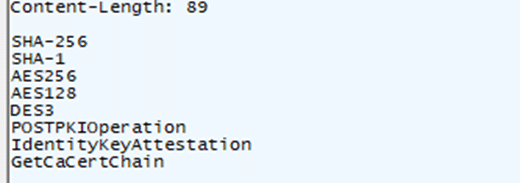 Content-Length: 89
SHA-256
SHA-1
AES256
AES128
DES3
POSTPKIOperation
IdentityKeyAttestation
GetCaCertChain